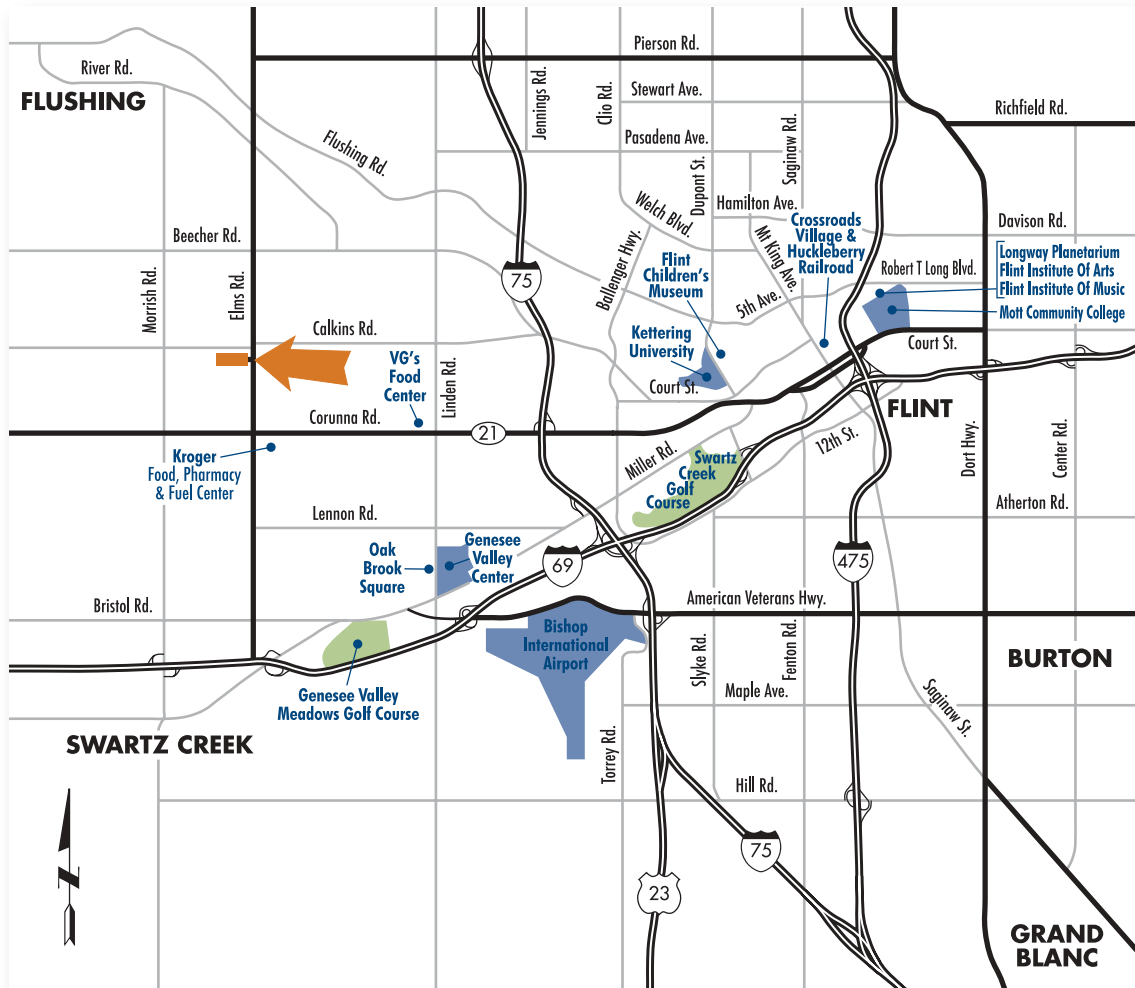 Pierson Rd.
River Rd.
FLUSHING
Stewart Ave.
Jennings Rd.
Clio Rd.
Richfield Rd.
Pasadena Ave.
Flushing Rd.
Saginaw Rd.
Dupont St.
Hamilton Ave.
Welch Blvd.
Crossroads
Village &
Huckleberry
Railroad
Davison Rd.
Beecher Rd.
Mt King Ave.
Ballenger Hwy.
Longway Planetarium
Flint Institute Of Arts
Flint Institute Of Music
Robert T Long Blvd.
Flint
Children's
Museum
Morrish Rd.
Elms Rd.
75
5th Ave.
Mott Community College
Calkins Rd.
Kettering
University
Court St.
VG's
Food
Center
Linden Rd.
Court St.
FLINT
Corunna Rd.
21
12th St.
Dort Hwy.
Center Rd.
Kroger
Food, Pharmacy
& Fuel Center
Miller Rd.
Swartz
Creek
Golf
Course
Atherton Rd.
Lennon Rd.
Oak
Brook
Square
Genesee
Valley
Center
69
475
Bristol Rd.
American Veterans Hwy.
Bishop
International
Airport
Slyke Rd.
Fenton Rd.
BURTON
Genesee Valley
Meadows Golf Course
Maple Ave.
Saginaw St.
SWARTZ CREEK
Torrey Rd.
Hill Rd.
N
75
23
GRAND
BLANC